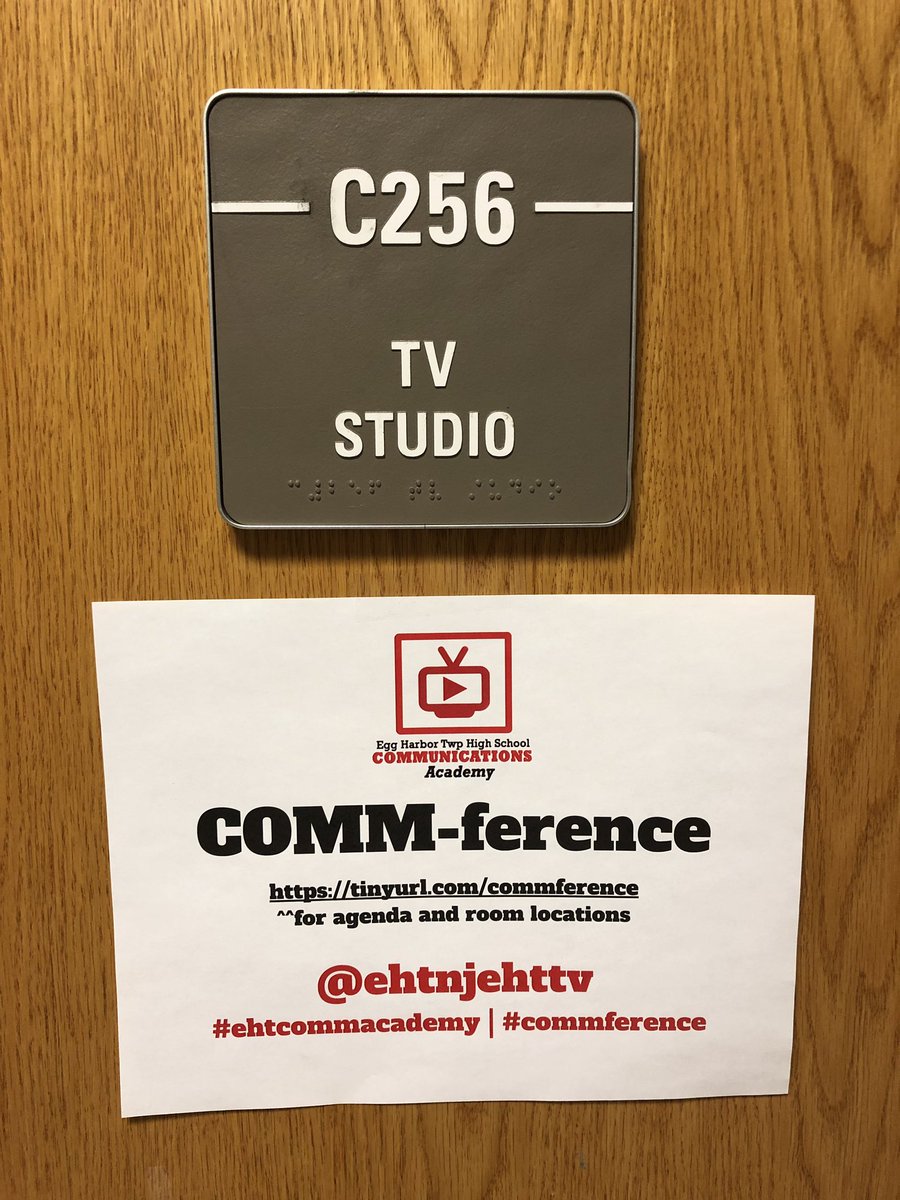 C256
TV
STUDIO
Egg Harbor Twp High School
COMMUNICATIONS
Academy
COMM-ference
https://tinyurl.com/commference
^^for agenda and room locations
@ehtnjehttv
#ehtcommacademy | #commference